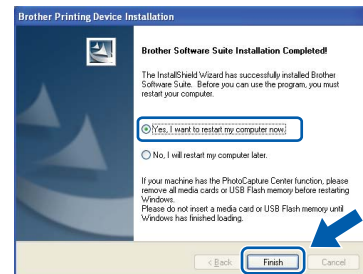 Brother Printing Device Installation
Brother Software Suite Installation Completed!
The InstallShield Wizard has successfully installed Brother
Software Suite. Before you can use the program, you must
restart your computer.
Yes, I want to restart my computer now.
No, I will restart my computer later.
If your machine has the PhotoCapture Center function, please
remove all media cards or USB Flash memory before restarting
Windows.
Please do not insert a media card or USB Flash memory until
Windows has finished loading.
< Back Finish Cancel